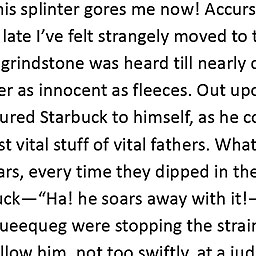 his splinter gores me now! Accurs
late I’ve felt strangely moved to t
grindstone was heard till nearly
er as innocent as fleeces. Out upo
ured Starbuck to himself, as he co
st vital stuff of vital fathers. What
ars, every time they dipped in the
uck—“Ha! he soars away with it!—
ueequeg were stopping the strain
llow him, not too swiftly, at a jud